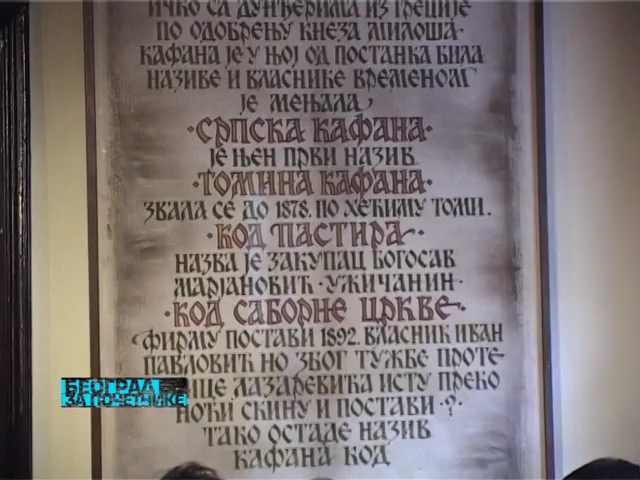 ИЧКО СА ДУНЂЕРИМА ИЗ ГРЕЦИЈЕ
ПО ОДОБРЕЊУ КНЕЗА МИЛОША·
КАФАНА ЈЕ У ЊОЈ ОД ПОСТАНКА БИЛА
НАЗИВЕ И ВЛАСНИКЕ ВРЕМЕНОМ
ЈЕ МЕЊАЛА
·СРПСКА КАФАНА·
ЈЕ ЊЕН ПРВИ НАЗИВ
·ТОМИНА КАФАНА·
ЗВАЛА СЕ ДО 1878. ПО ХЕЋИМУ ТОМИ.
·КОД ПАСТИРА·
НАЗВА ЈЕ ЗАКУПАЦ БОГОСАВ
МАРЈАНОВИЋ · УЖИЧАНИН·
·КОД САБОРНЕ ЦРКВЕ·
ФИРМУ ПОСТАВИ 1892. ВЛАСНИК ИВАН
ПАВЛОВИЋ НО ЗБОГ ТУЖБЕ ПРОТЕ-
ИЦЕ ЛАЗАРЕВИЋА ИСТУ ПРЕКО
НОЋИ СКИНУ И ПОСТАВИ ·?·
ТАКО ОСТАДЕ НАЗИВ
КАФАНА КОД
БЕОГРАД
ЗА ПОЧЕТНИКЕ